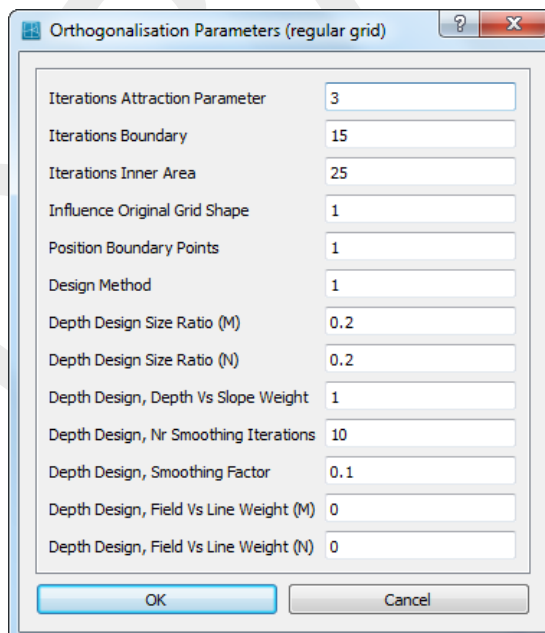 Orthogonalisation Parameters (regular grid)
Iterations Attraction Parameter 3
Iterations Boundary 15
Iterations Inner Area 25
Influence Original Grid Shape 1
Position Boundary Points 1
Design Method 1
Depth Design Size Ratio (M) 0.2
Depth Design Size Ratio (N) 0.2
Depth Design, Depth Vs Slope Weight 1
Depth Design, Nr Smoothing Iterations 10
Depth Design, Smoothing Factor 0.1
Depth Design, Field Vs Line Weight (M) 0
Depth Design, Field Vs Line Weight (N) 0
OK Cancel